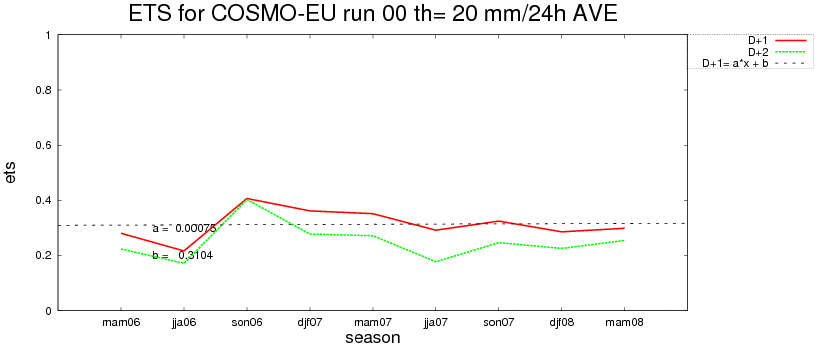 ETS for COSMO-EU run 00 th= 20 mm/24h AVE
D+1
D+2
D+1= a*x + b
1
0.8
0.6
0.4
0.2
0
ets
a = 0.00075
b = 0.3104
mam06 jja06 son06 djf07 mam07 jja07 son07 djf08 mam08
season